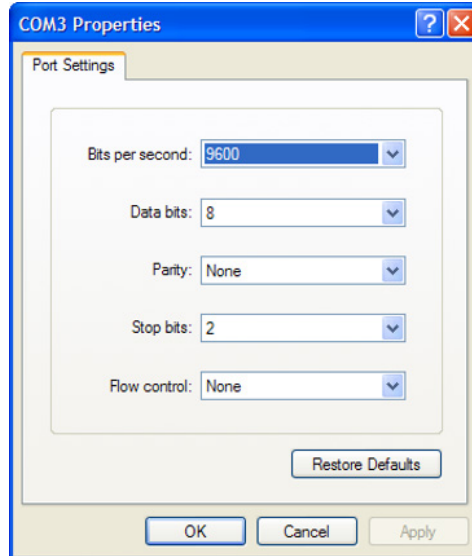 COM3 Properties
Port Settings
Bits per second: 9600
Data bits: 8
Parity: None
Stop bits: 2
Flow control: None
Restore Defaults
OK Cancel Apply